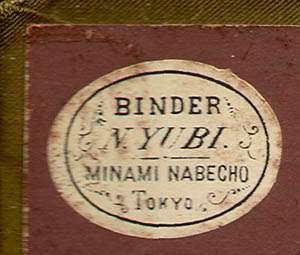 BINDER
N. YUBI.
MINAMI NABECHO
TOKYO.